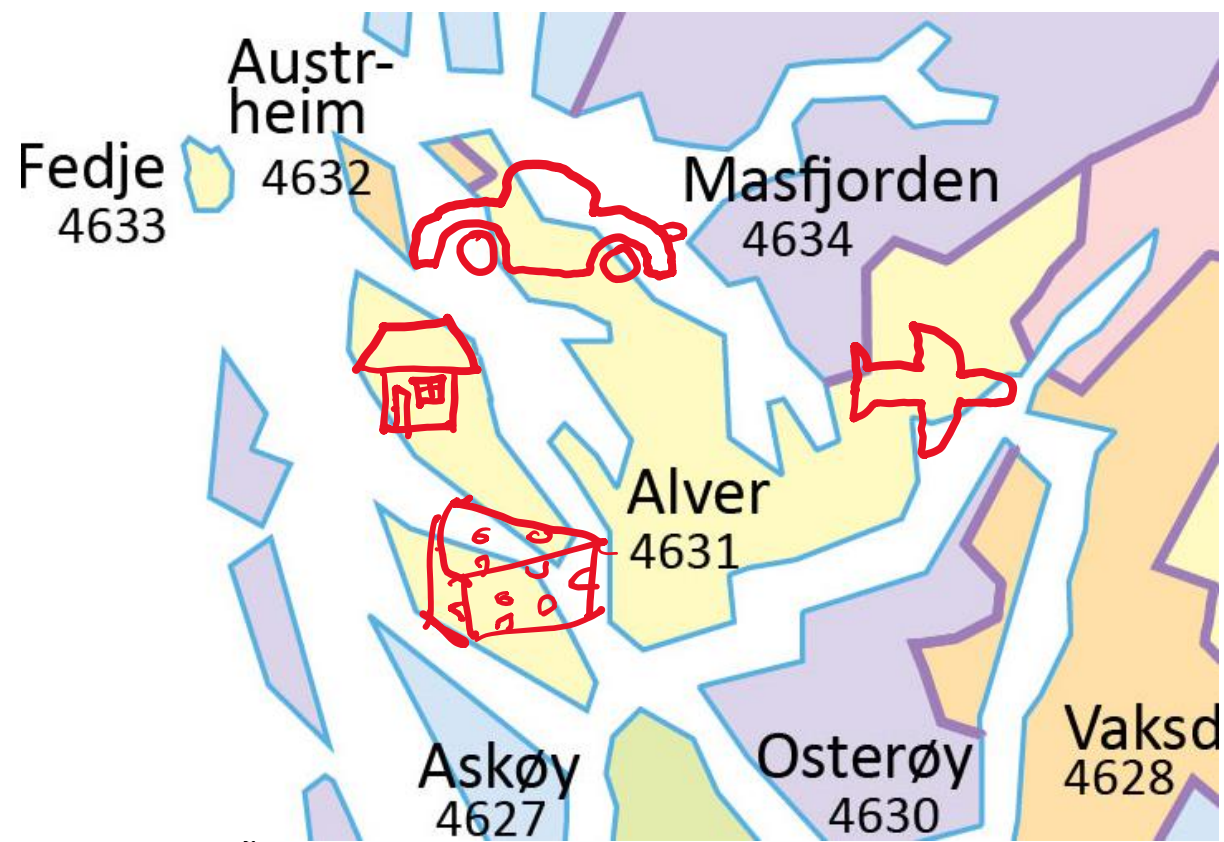 Austr-
heim
4632
Fedje
4633
Masfjorden
4634
Alver
4631
Askøy
4627
Osterøy
4630
Vaksd
4628